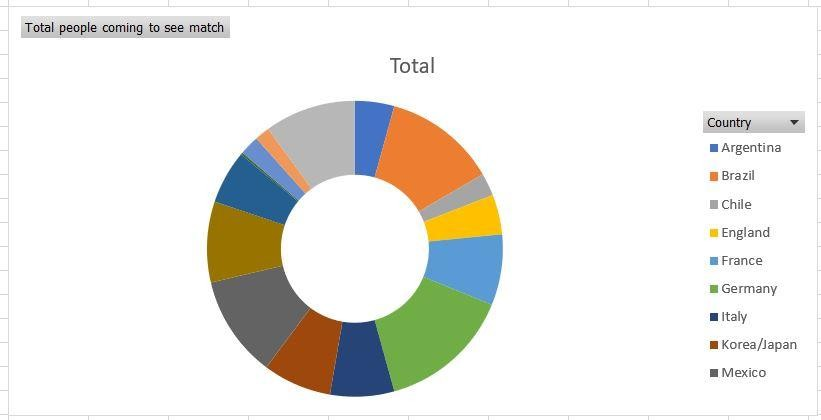 Total people coming to see match
Total
Country
Argentina
Brazil
Chile
England
France
Germany
Italy
Korea/Japan
Mexico